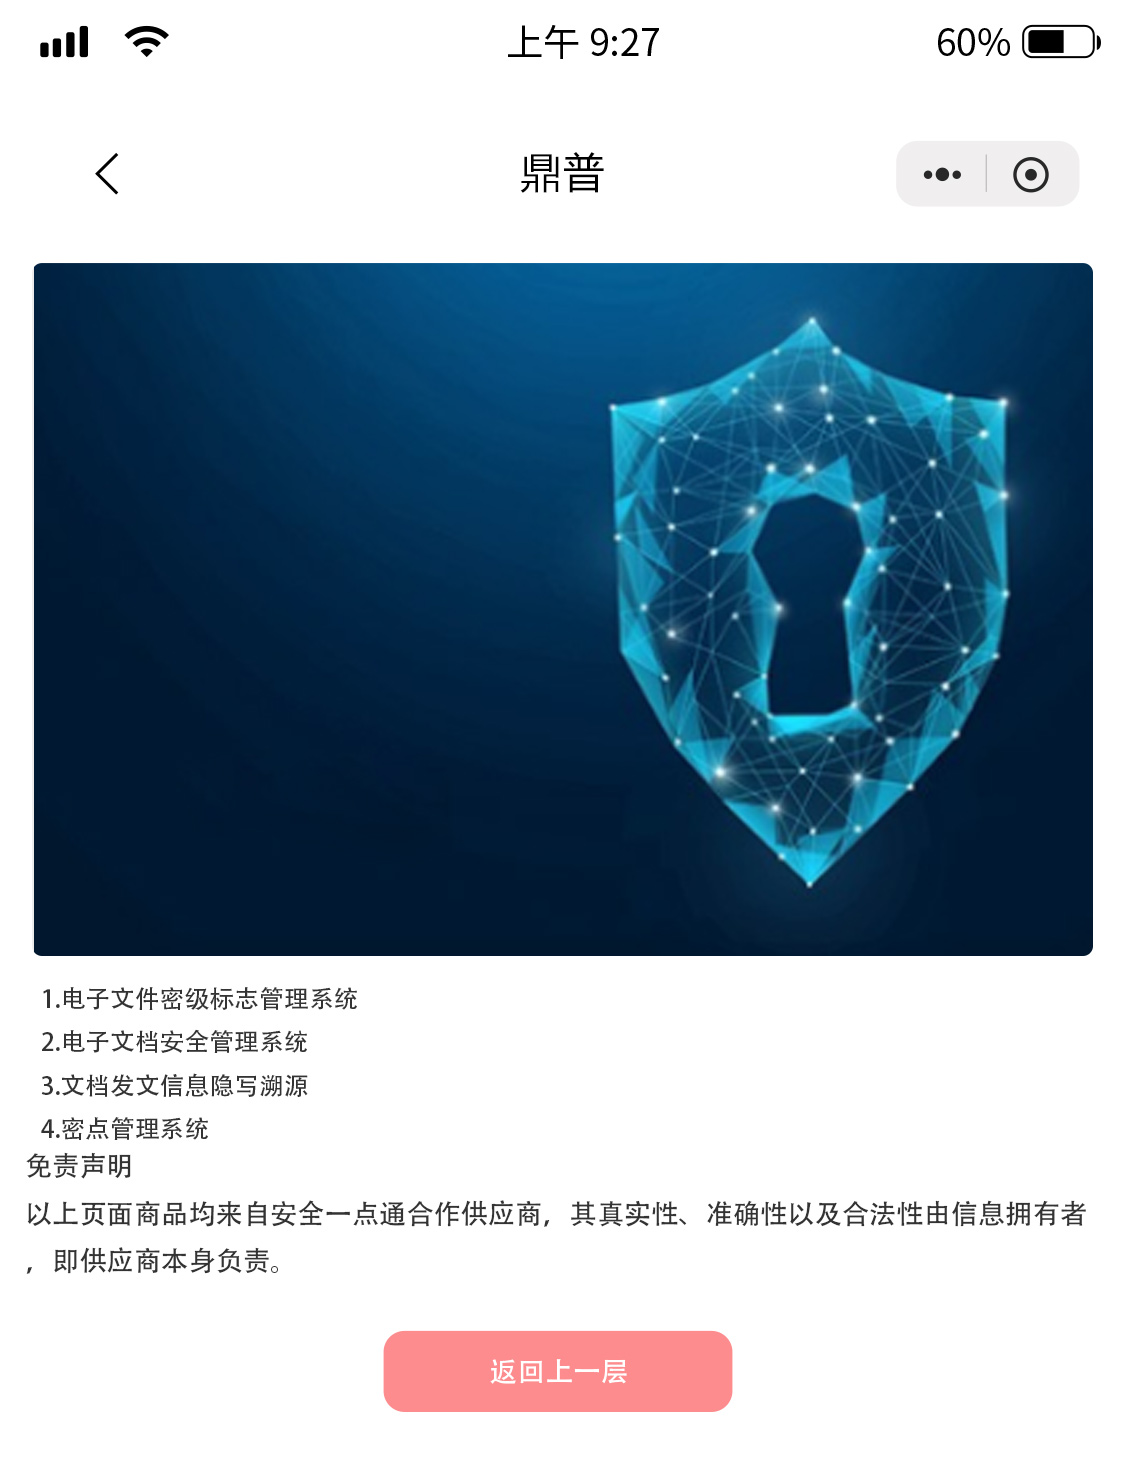 上午 9:27
60%
鼎普
1.电子文件密级标志管理系统
2.电子文档安全管理系统
3.文档发文信息隐写溯源
4.密点管理系统
免责声明
以上页面商品均来自安全一点通合作供应商，其真实性、准确性以及合法性由信息拥有者
，即供应商本身负责。
返回上一层